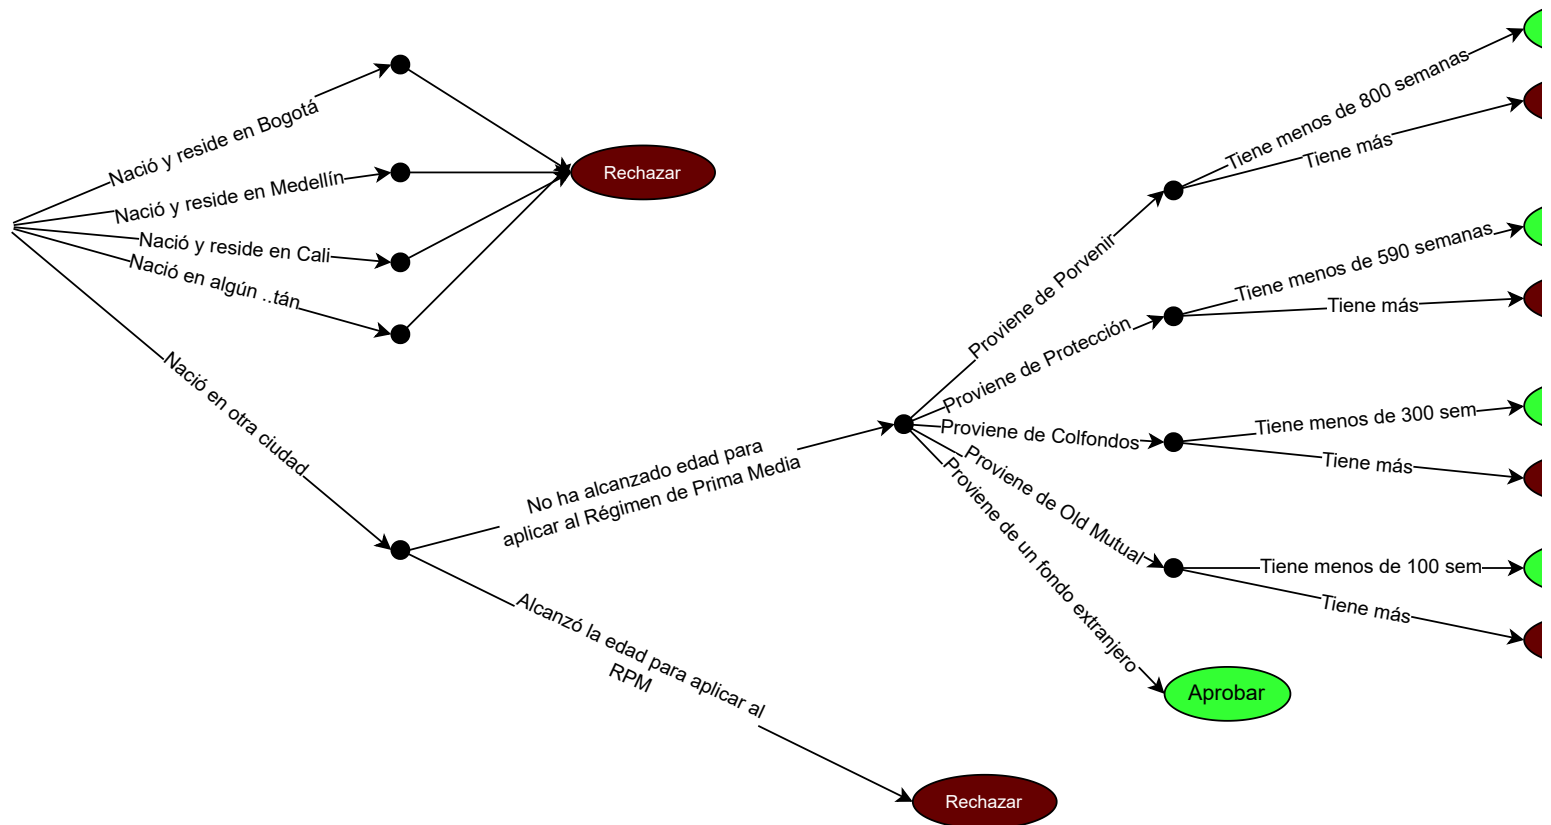 Nació y reside en Bogotá
Nació y reside en Medellín
Nació y reside en Cali
Nació en algún ..tán
Nació en otra ciudad
Rechazar
No ha alcanzado edad para
aplicar al Régimen de Prima Media
Alcanzó la edad para aplicar al
RPM
Rechazar
Proviene de Porvenir
Proviene de Protección
Proviene de Colfondos
Proviene de Old Mutual
Proviene de un fondo extranjero
Aprobar
Tiene menos de 800 semanas
Tiene más
Tiene menos de 590 semanas
Tiene más
Tiene menos de 300 sem
Tiene más
Tiene menos de 100 sem
Tiene más